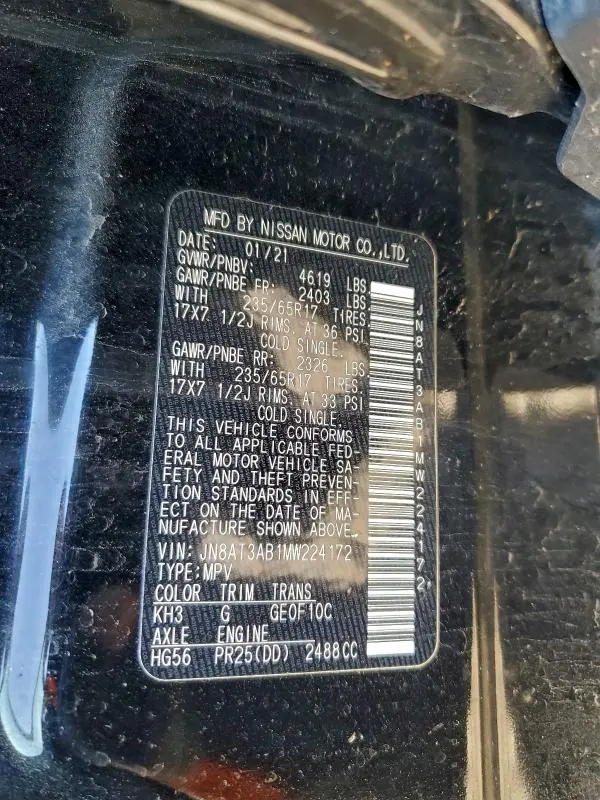 MFD BY NISSAN MOTOR CO.,LTD.
DATE: 01/21
GVWR/PNBV: 4619 LBS
GAWR/PNBE FR: 2403 LBS
WITH 235/65R17 TIRES.
17X7 1/2J RIMS. AT 36 PSI
COLD SINGLE.
GAWR/PNBE RR: 2326 LBS
WITH 235/65R17 TIRES.
17X7 1/2J RIMS. AT 33 PSI
COLD SINGLE.
THIS VEHICLE CONFORMS
TO ALL APPLICABLE FED-
ERAL MOTOR VEHICLE SA-
FETY AND THEFT PREVEN-
TION STANDARDS IN EFF-
ECT ON THE DATE OF MA-
NUFACTURE SHOWN ABOVE.
VIN: JN8AT3AB1MW224172
TYPE:MPV
COLOR TRIM TRANS
KH3 G GE0F10C
AXLE ENGINE
HG56 PR25(DD) 2488CC
JN8AT3AB1MW224172